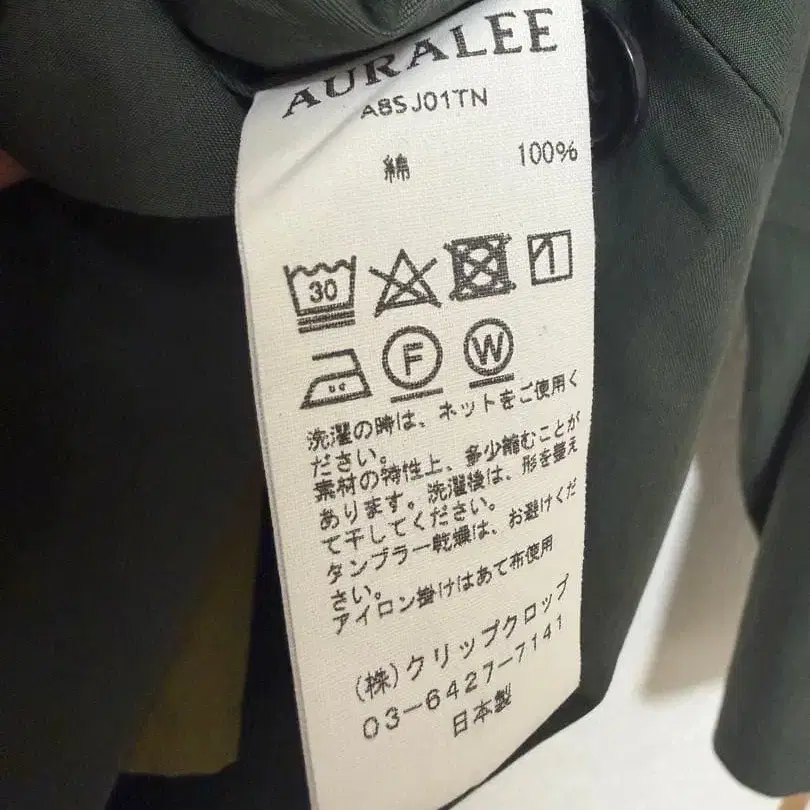 AURALEE
A8SJ01TN
綿 100%
30
F W
洗濯の時は、ネットをご使用く
ださい。
素材の特性上、多少縮むことが
あります。洗濯後は、形を整え
て干してください。
タンブラー乾燥は、お避けくだ
さい。
アイロン掛けはあて布使用
(株)クリップクロップ
03-6427-7141
日本製